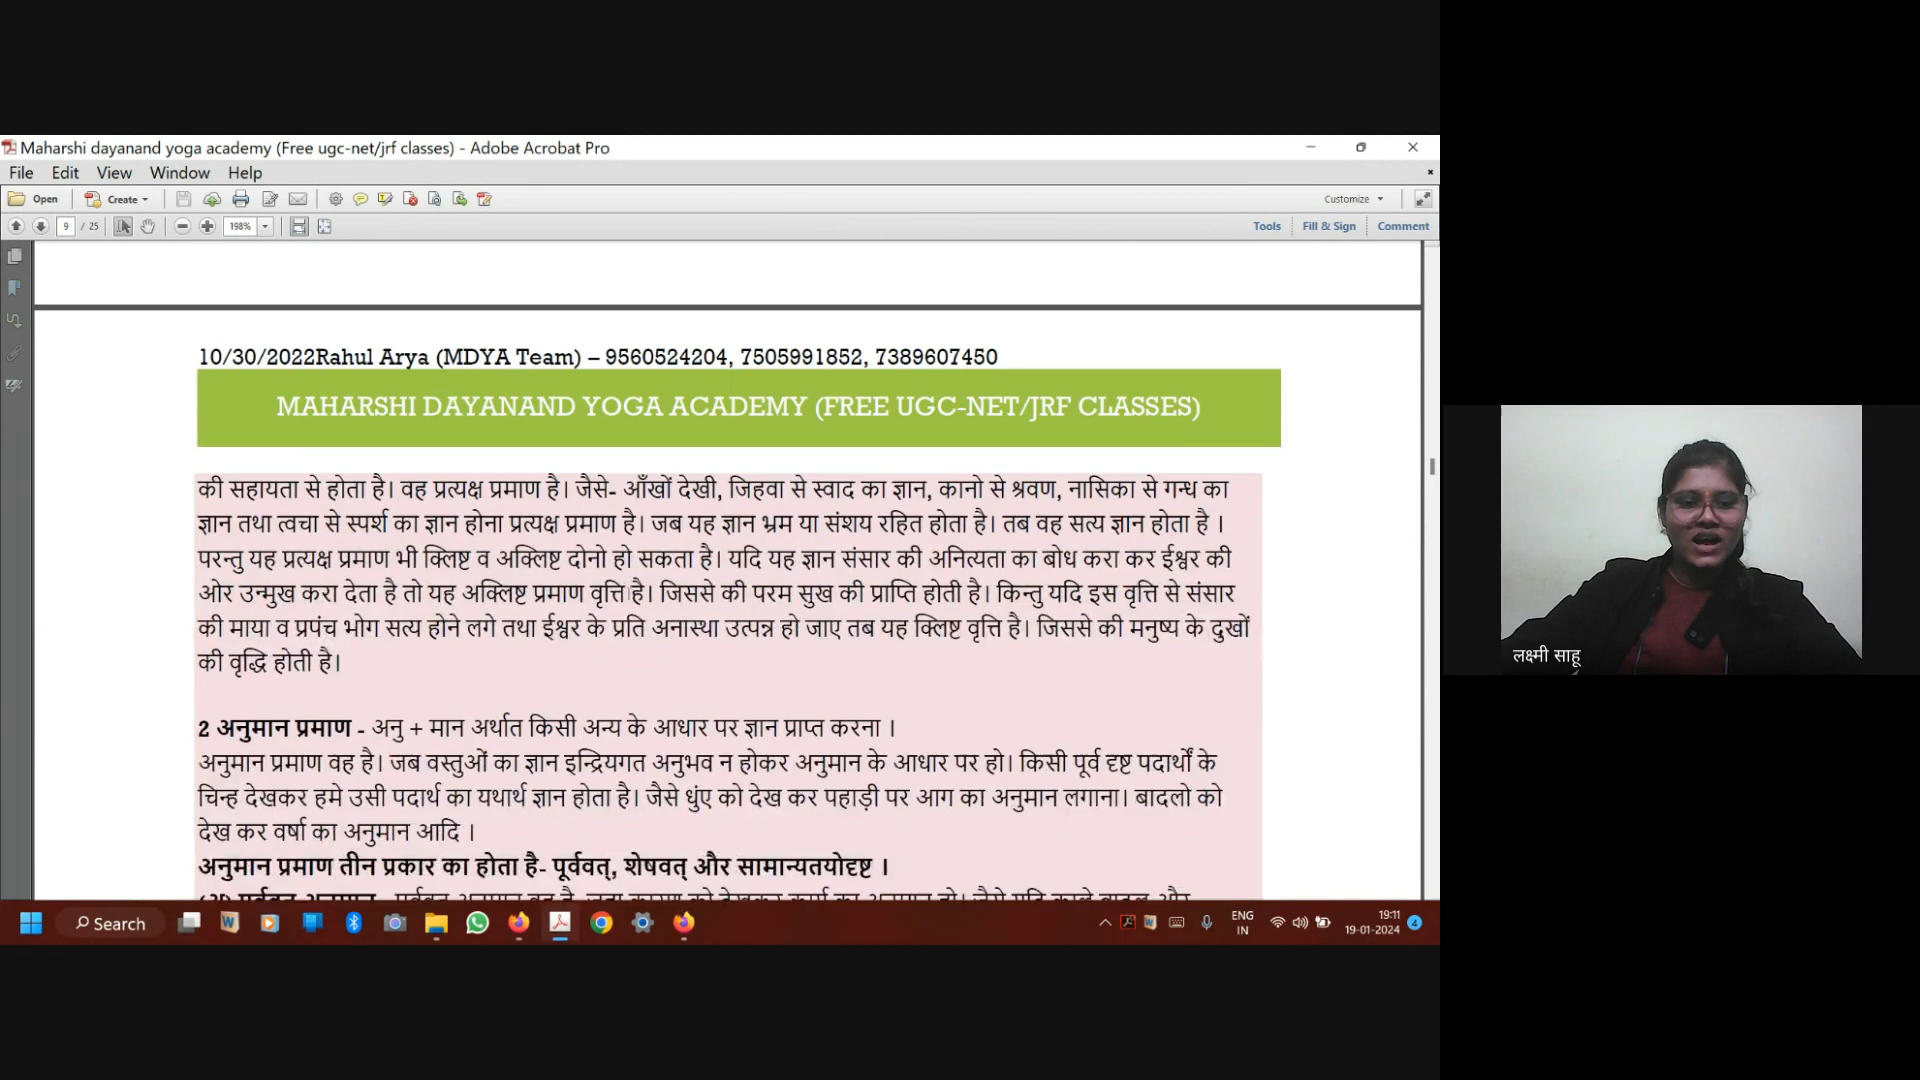 Maharshi dayanand yoga academy (Free ugc-net/jrf classes) - Adobe Acrobat Pro
File Edit View Window Help
Open Create Customize
9 / 25 198% Tools Fill & Sign Comment
10/30/2022Rahul Arya (MDYA Team) – 9560524204, 7505991852, 7389607450
MAHARSHI DAYANAND YOGA ACADEMY (FREE UGC-NET/JRF CLASSES)
की सहायता से होता है। वह प्रत्यक्ष प्रमाण है। जैसे- आँखों देखी, जिहवा से स्वाद का ज्ञान, कानो से श्रवण, नासिका से गन्ध का
ज्ञान तथा त्वचा से स्पर्श का ज्ञान होना प्रत्यक्ष प्रमाण है। जब यह ज्ञान भ्रम या संशय रहित होता है। तब वह सत्य ज्ञान होता है ।
परन्तु यह प्रत्यक्ष प्रमाण भी क्लिष्ट व अक्लिष्ट दोनो हो सकता है। यदि यह ज्ञान संसार की अनित्यता का बोध करा कर ईश्वर की
ओर उन्मुख करा देता है तो यह अक्लिष्ट प्रमाण वृत्ति है। जिससे की परम सुख की प्राप्ति होती है। किन्तु यदि इस वृत्ति से संसार
की माया व प्रपंच भोग सत्य होने लगे तथा ईश्वर के प्रति अनास्था उत्पन्न हो जाए तब यह क्लिष्ट वृत्ति है। जिससे की मनुष्य के दुखों
की वृद्धि होती है।
2 अनुमान प्रमाण - अनु + मान अर्थात किसी अन्य के आधार पर ज्ञान प्राप्त करना ।
अनुमान प्रमाण वह है। जब वस्तुओं का ज्ञान इन्द्रियगत अनुभव न होकर अनुमान के आधार पर हो। किसी पूर्व दृष्ट पदार्थों के
चिन्ह देखकर हमे उसी पदार्थ का यथार्थ ज्ञान होता है। जैसे धुंए को देख कर पहाड़ी पर आग का अनुमान लगाना। बादलो को
देख कर वर्षा का अनुमान आदि ।
अनुमान प्रमाण तीन प्रकार का होता है- पूर्ववत्, शेषवत् और सामान्यतयोदृष्ट ।
लक्ष्मी साहू
Search
ENG
IN
19:11
19-01-2024
4